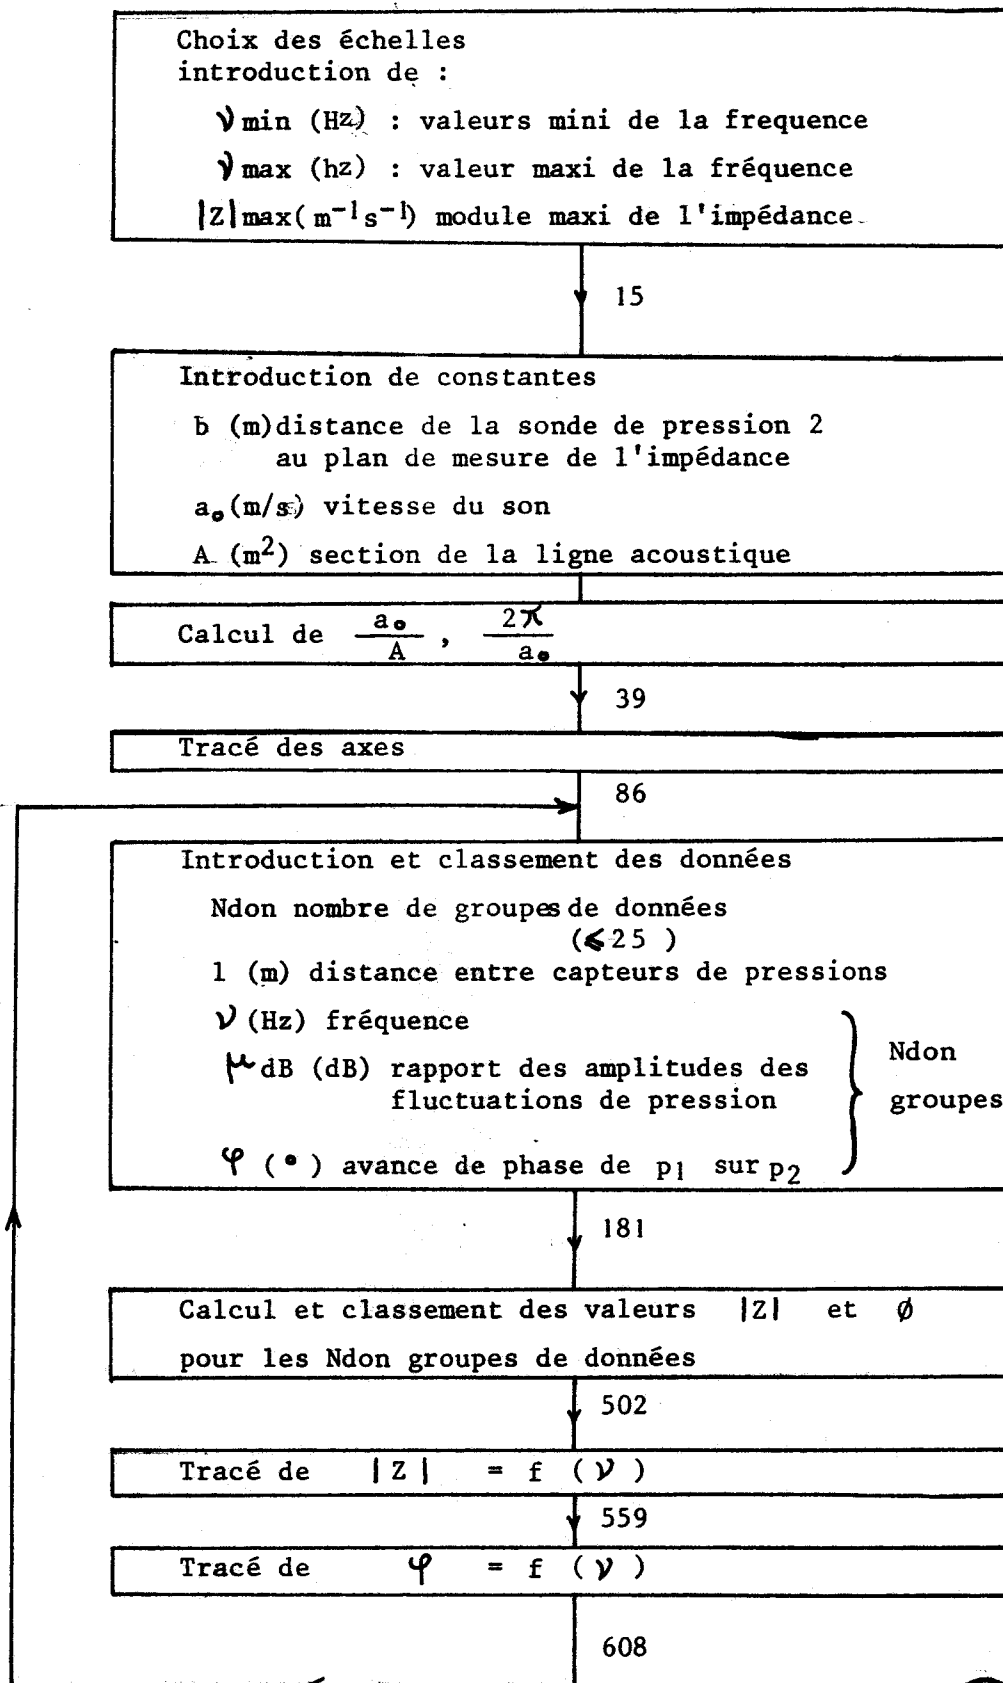 Choix des échelles
introduction de :
νmin (Hz) : valeurs mini de la frequence
νmax (hz) : valeur maxi de la fréquence
|Z|max( m⁻¹s⁻¹) module maxi de l'impédance
15
Introduction de constantes
b (m)distance de la sonde de pression 2
au plan de mesure de l'impédance
a₀(m/s) vitesse du son
A (m²) section de la ligne acoustique
Calcul de a₀/A , 2π/a₀
39
Tracé des axes
86
Introduction et classement des données
Ndon nombre de groupes de données
(⩽25 )
l (m) distance entre capteurs de pressions
ν (Hz) fréquence
μdB (dB) rapport des amplitudes des
fluctuations de pression
φ (°) avance de phase de p₁ sur p₂
Ndon
groupes
181
Calcul et classement des valeurs |Z| et Ø
pour les Ndon groupes de données
502
Tracé de |Z| = f (ν)
559
Tracé de φ = f (ν)
608